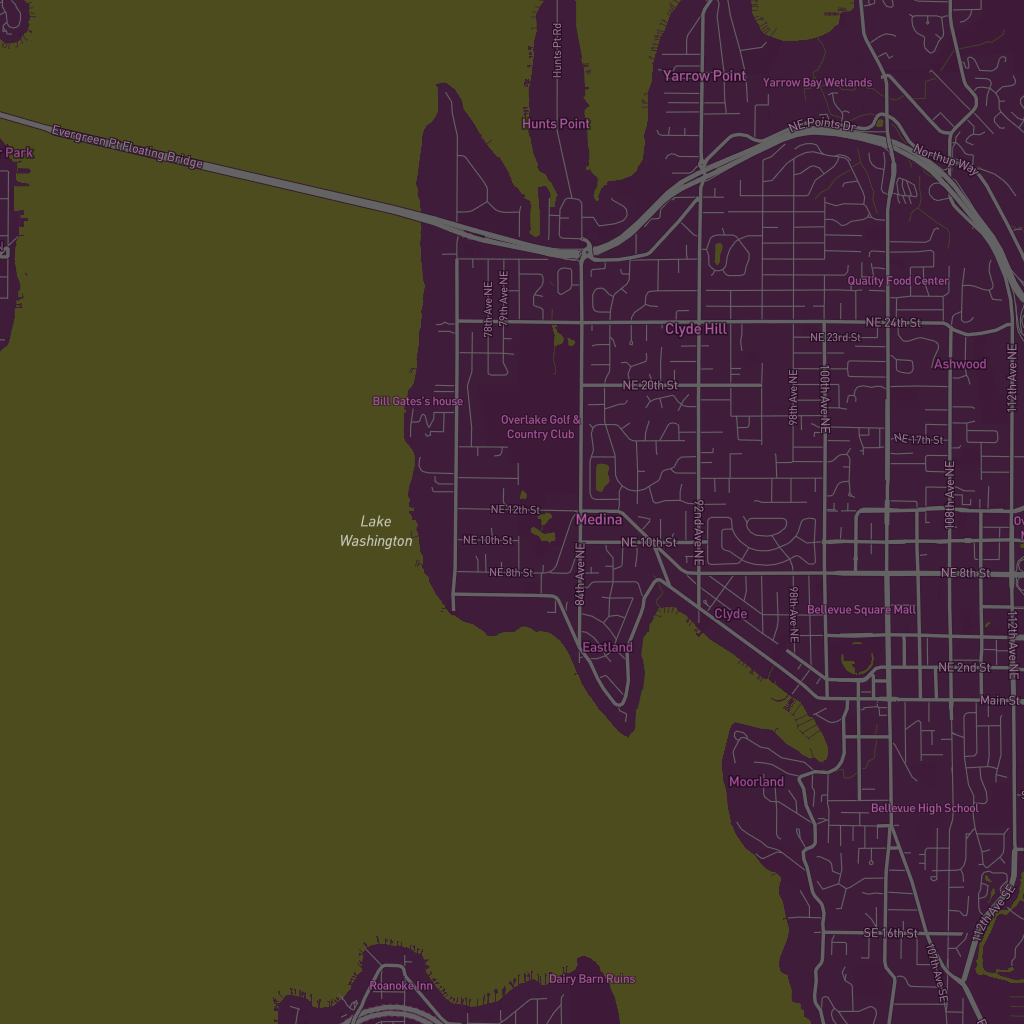 Hunts Pt Rd
Yarrow Point
Yarrow Bay Wetlands
Hunts Point
NE Points Dr
Evergreen Pt Floating Bridge
Park
Northup Way
Quality Food Center
78th Ave NE
79th Ave NE
NE 24th St
Clyde Hill
NE 23rd St
Ashwood
112th Ave NE
NE 20th St
98th Ave NE
100th Ave NE
Bill Gates's house
Overlake Golf &
Country Club
NE 17th St
108th Ave NE
NE 12th St
Medina
92nd Ave NE
Lake
Washington
NE 10th St
NE 10th St
NE 8th St
84th Ave NE
NE 8th St
98th Ave NE
Clyde
Bellevue Square Mall
112th Ave NE
Eastland
NE 2nd St
Main St
Moorland
Bellevue High School
112th Ave SE
SE 16th St
107th Ave SE
Roanoke Inn
Dairy Barn Ruins